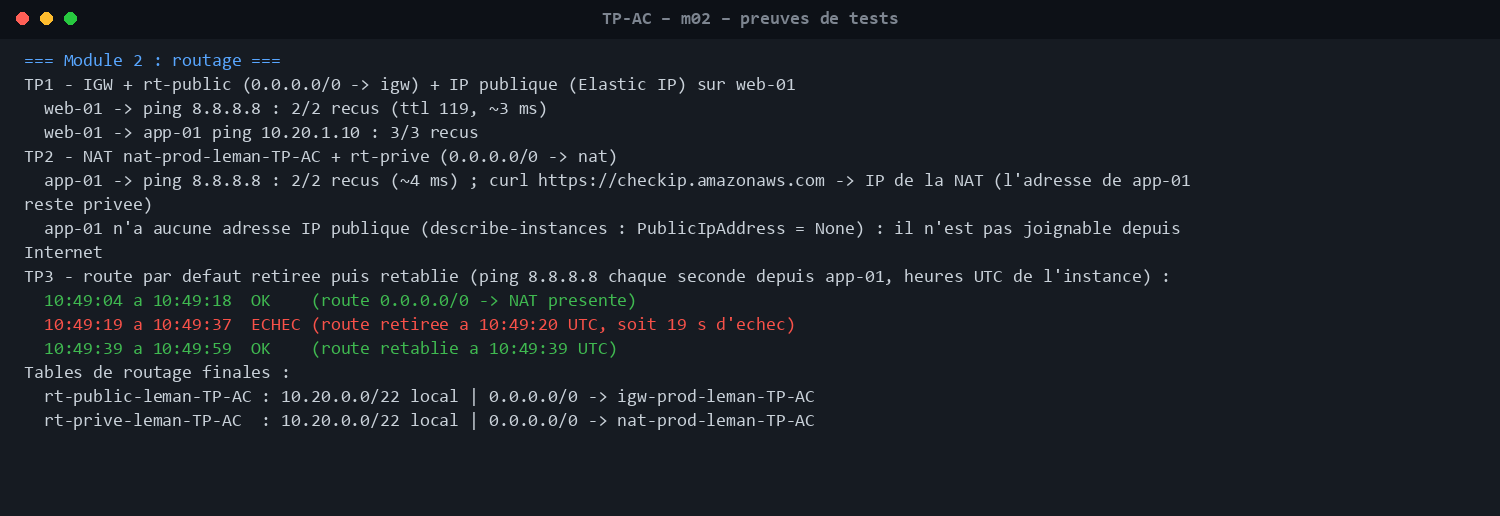 TP-AC – m02 – preuves de tests
=== Module 2 : routage ===
TP1 - IGW + rt-public (0.0.0.0/0 -> igw) + IP publique (Elastic IP) sur web-01
  web-01 -> ping 8.8.8.8 : 2/2 recus (ttl 119, ~3 ms)
  web-01 -> app-01 ping 10.20.1.10 : 3/3 recus
TP2 - NAT nat-prod-leman-TP-AC + rt-prive (0.0.0.0/0 -> nat)
  app-01 -> ping 8.8.8.8 : 2/2 recus (~4 ms) ; curl https://checkip.amazonaws.com -> IP de la NAT (l'adresse de app-01
reste privee)
  app-01 n'a aucune adresse IP publique (describe-instances : PublicIpAddress = None) : il n'est pas joignable depuis
Internet
TP3 - route par defaut retiree puis retablie (ping 8.8.8.8 chaque seconde depuis app-01, heures UTC de l'instance) :
  10:49:04 a 10:49:18  OK    (route 0.0.0.0/0 -> NAT presente)
  10:49:19 a 10:49:37  ECHEC (route retiree a 10:49:20 UTC, soit 19 s d'echec)
  10:49:39 a 10:49:59  OK    (route retablie a 10:49:39 UTC)
Tables de routage finales :
  rt-public-leman-TP-AC : 10.20.0.0/22 local | 0.0.0.0/0 -> igw-prod-leman-TP-AC
  rt-prive-leman-TP-AC  : 10.20.0.0/22 local | 0.0.0.0/0 -> nat-prod-leman-TP-AC